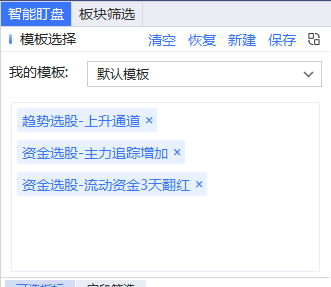 智能盯盘 板块筛选
模板选择 清空 恢复 新建 保存
我的模板: 默认模板
趋势选股-上升通道 ×
资金选股-主力追踪增加 ×
资金选股-流动资金3天翻红 ×